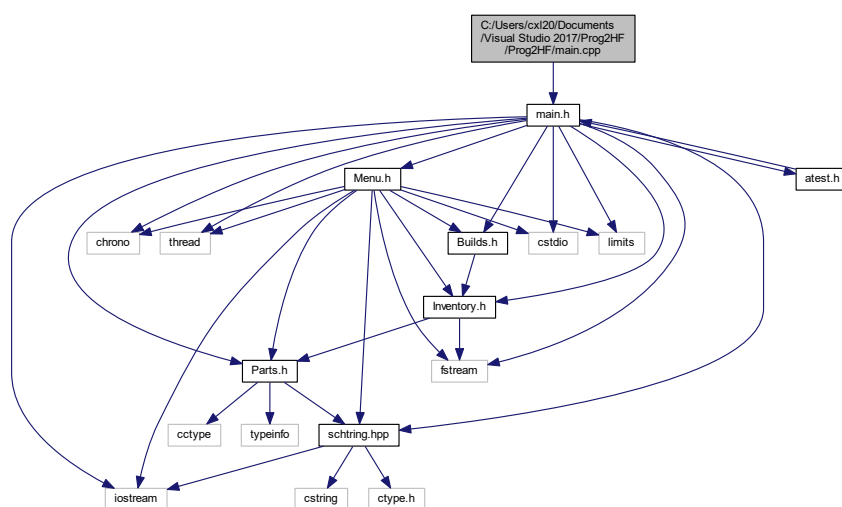 C:/Users/cxl20/Documents
/Visual Studio 2017/Prog2HF
/Prog2HF/main.cpp
main.h
Menu.h
atest.h
chrono
thread
Builds.h
cstdio
limits
Inventory.h
Parts.h
fstream
cctype
typeinfo
schtring.hpp
iostream
cstring
ctype.h